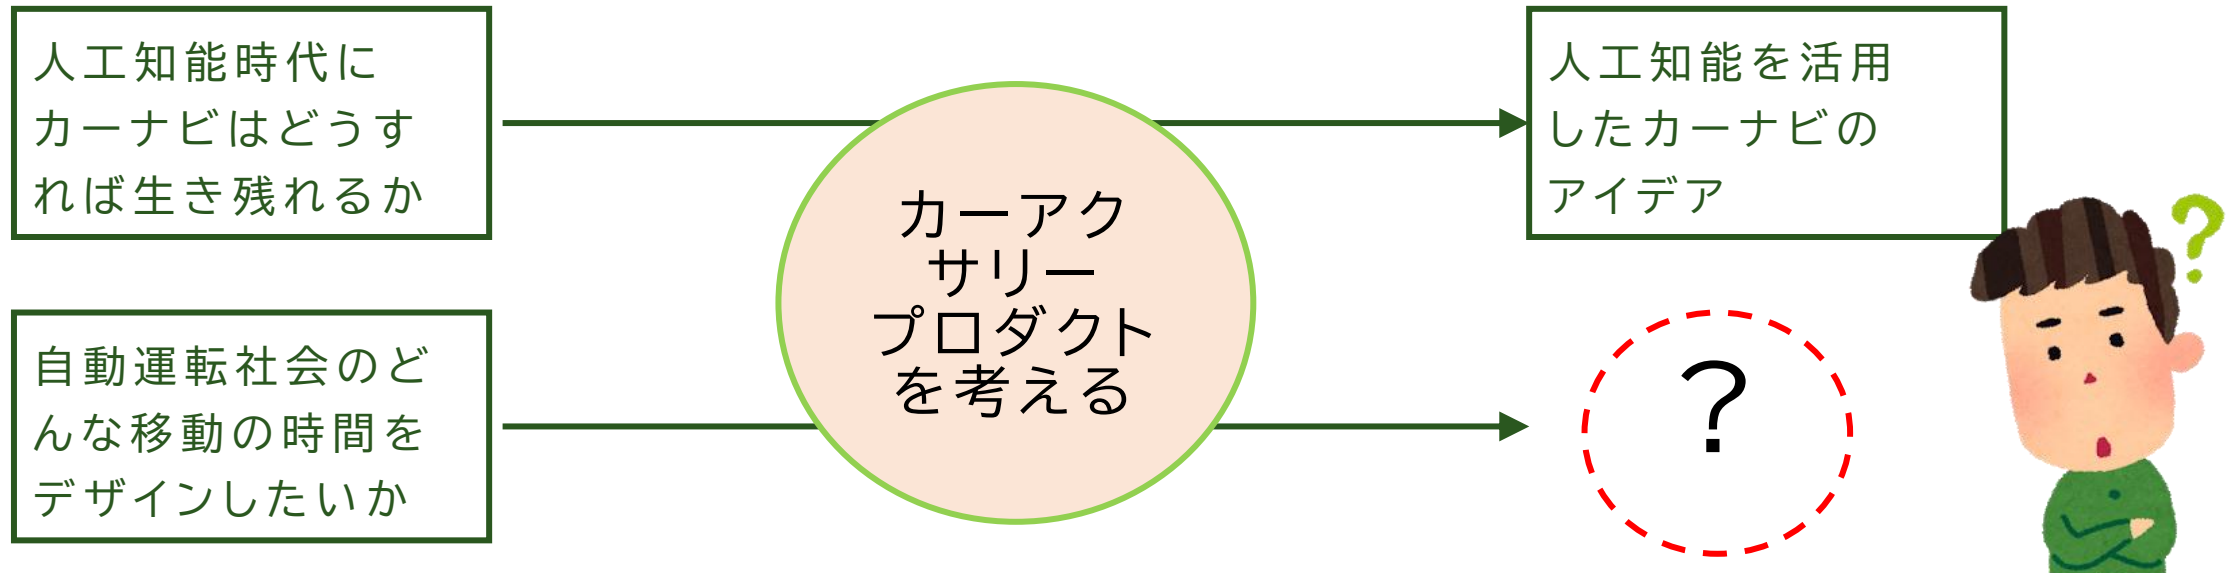 人工知能時代に
カーナビはどうす
れば生き残れるか
人工知能を活用
したカーナビの
アイデア
カーアク
サリー
プロダクト
を考える
自動運転社会のど
んな移動の時間を
デザインしたいか
?
?